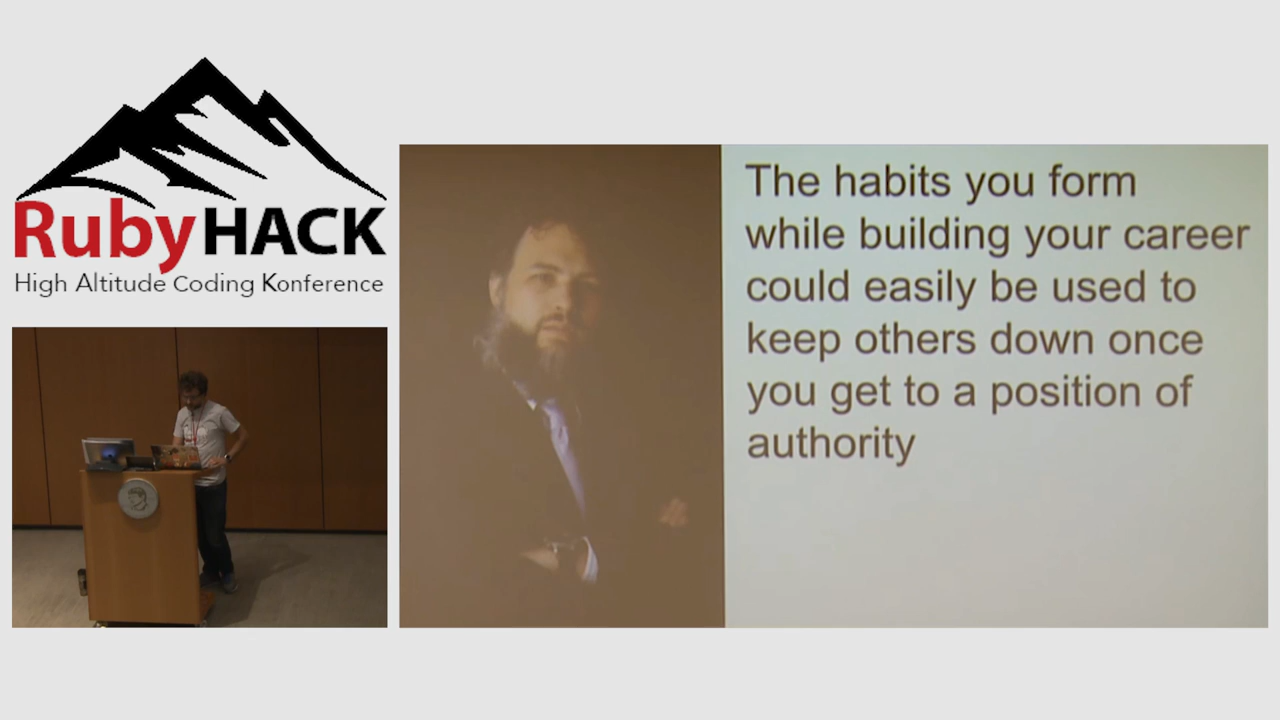 RubyHACK
High Altitude Coding Konference
The habits you form
while building your career
could easily be used to
keep others down once
you get to a position of
authority